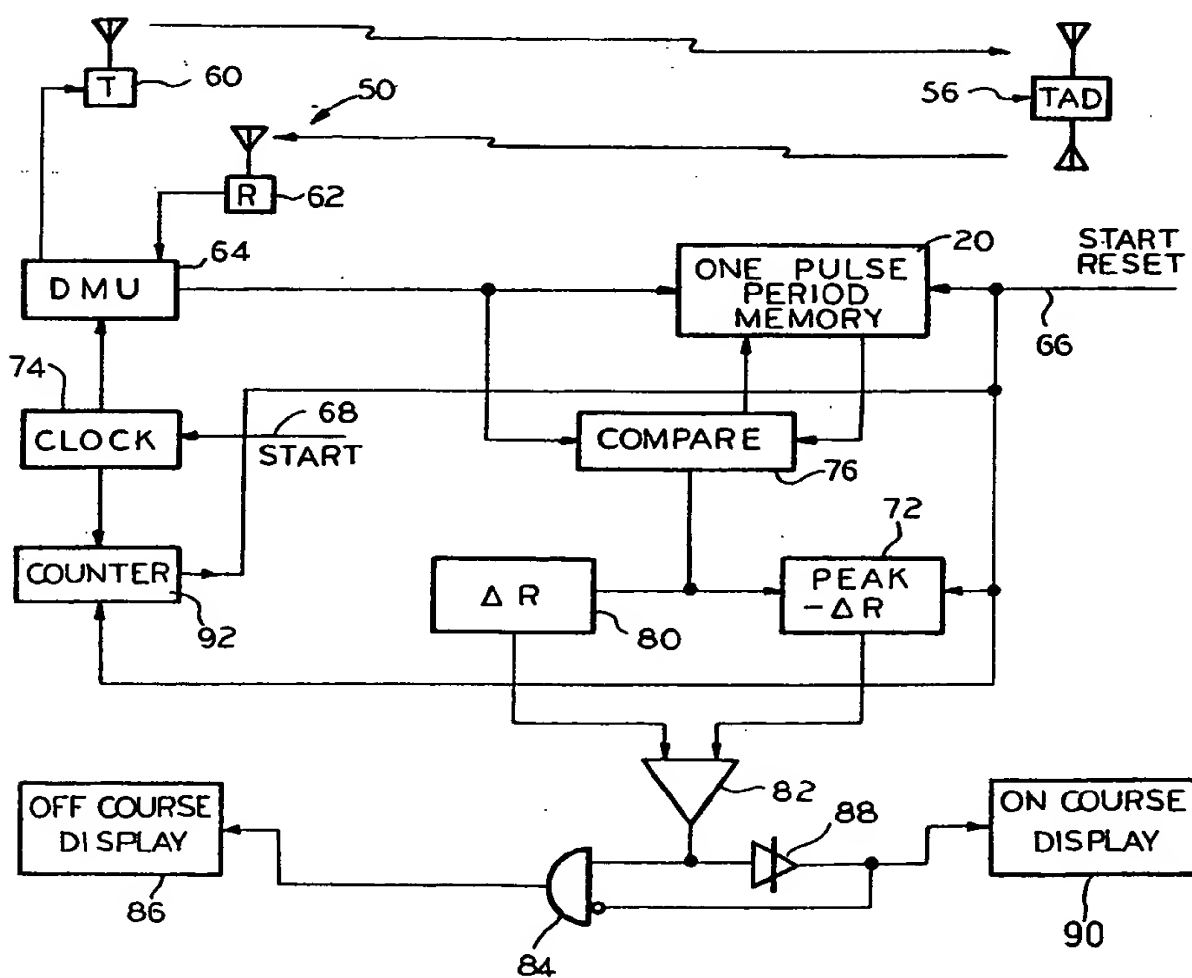 T
60
50
56
TAD
R
62
64
DMU
20
ONE PULSE
PERIOD
MEMORY
START
RESET
66
74
CLOCK
68
START
COMPARE
76
72
COUNTER
92
Δ R
80
PEAK
-ΔR
82
88
OFF COURSE
DISPLAY
86
84
ON COURSE
DISPLAY
90